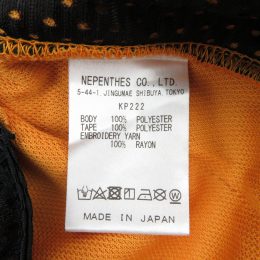 NEPENTHES CO., LTD.
5-44-1, JINGUMAE SHIBUYA, TOKYO
KP222
BODY 100% POLYESTER
TAPE 100% POLYESTER
EMBROIDERY YARN
100% RAYON
MADE IN JAPAN